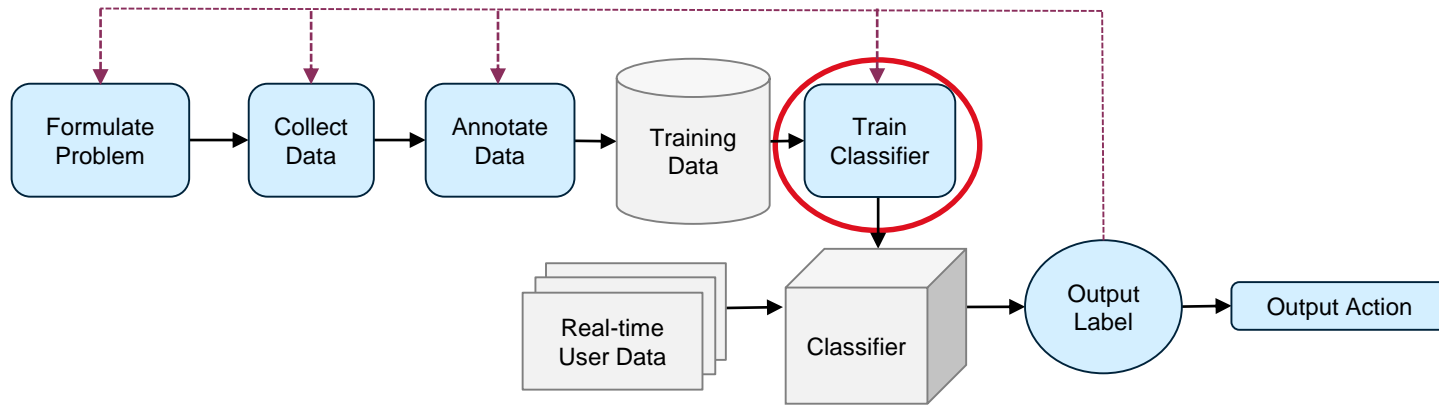 Formulate
Problem
Collect
Data
Annotate
Data
Training
Data
Train
Classifier
Real-time
User Data
Classifier
Output
Label
Output Action